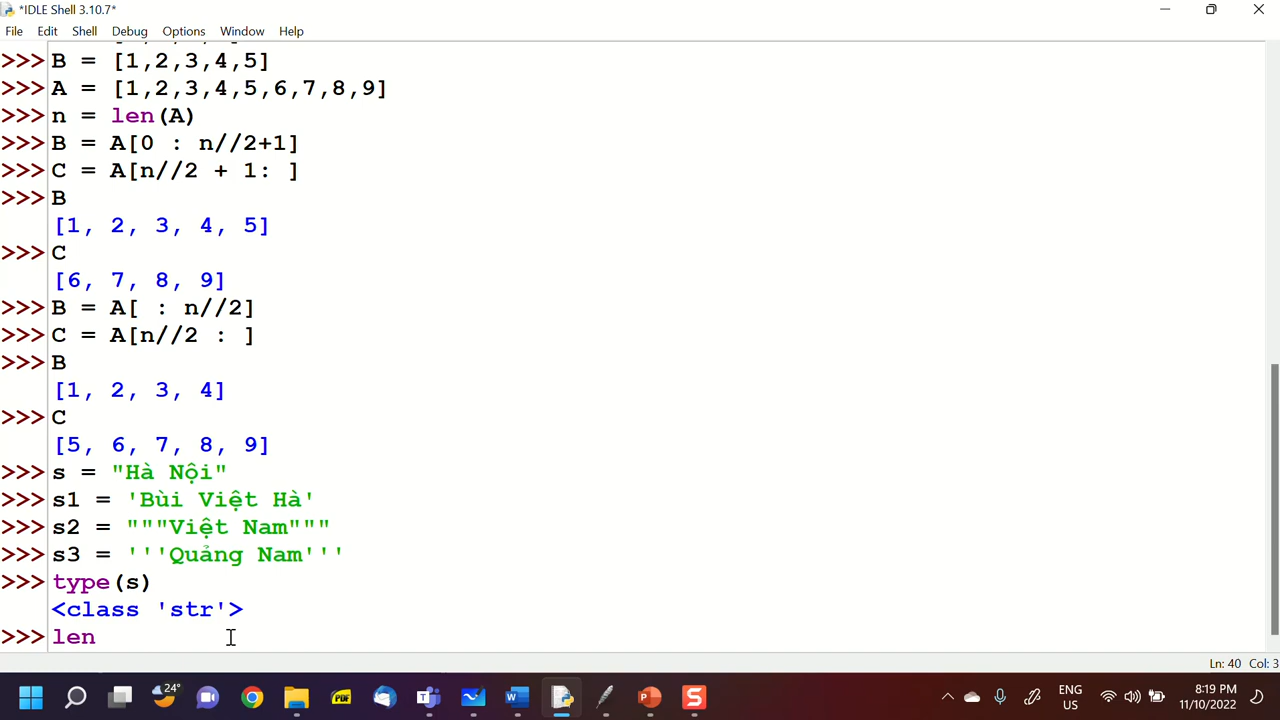 *IDLE Shell 3.10.7*
File Edit Shell Debug Options Window Help
>>> B = [1,2,3,4,5]
>>> A = [1,2,3,4,5,6,7,8,9]
>>> n = len(A)
>>> B = A[0 : n//2+1]
>>> C = A[n//2 + 1: ]
>>> B
[1, 2, 3, 4, 5]
>>> C
[6, 7, 8, 9]
>>> B = A[ : n//2]
>>> C = A[n//2 : ]
>>> B
[1, 2, 3, 4]
>>> C
[5, 6, 7, 8, 9]
>>> s = "Hà Nội"
>>> s1 = 'Bùi Việt Hà'
>>> s2 = """Việt Nam"""
>>> s3 = '''Quảng Nam'''
>>> type(s)
<class 'str'>
>>> len
Ln: 40 Col: 3
24°
PDF
ENG
US
8:19 PM
11/10/2022